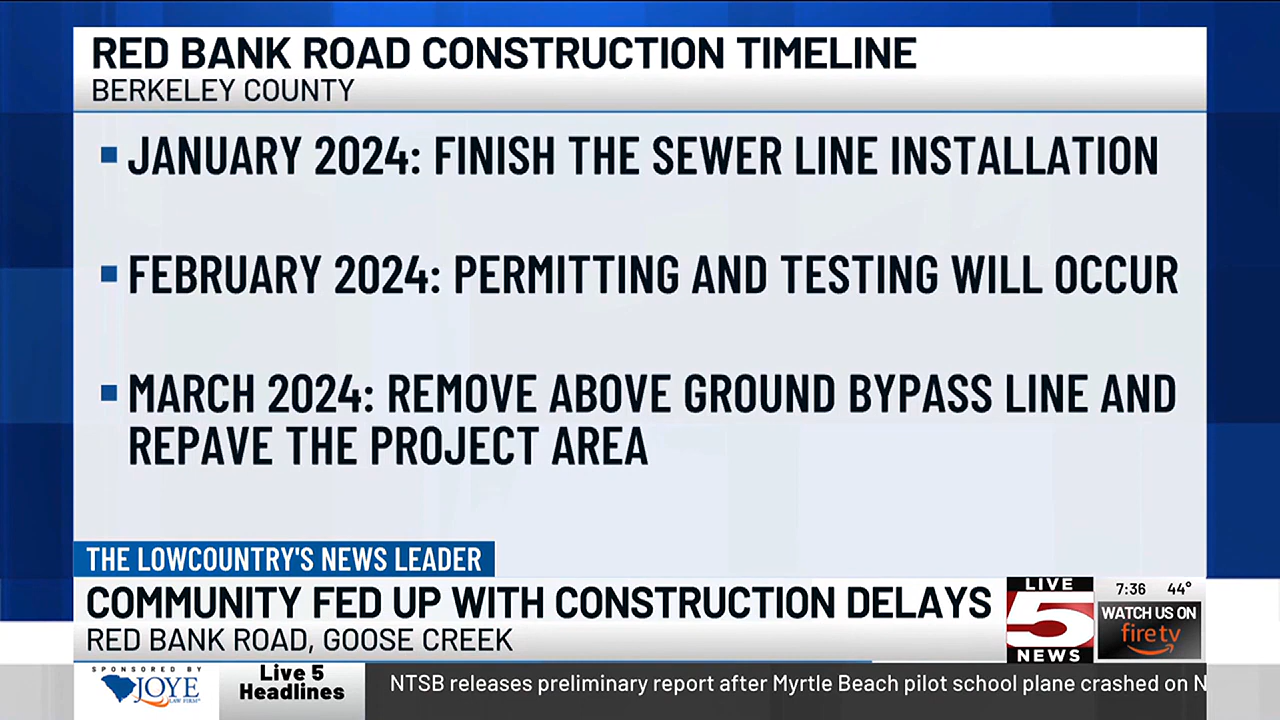 RED BANK ROAD CONSTRUCTION TIMELINE
BERKELEY COUNTY
JANUARY 2024: FINISH THE SEWER LINE INSTALLATION
FEBRUARY 2024: PERMITTING AND TESTING WILL OCCUR
MARCH 2024: REMOVE ABOVE GROUND BYPASS LINE AND
REPAVE THE PROJECT AREA
THE LOWCOUNTRY'S NEWS LEADER
COMMUNITY FED UP WITH CONSTRUCTION DELAYS
RED BANK ROAD, GOOSE CREEK
LIVE
5
NEWS
7:36 44°
WATCH US ON
firetv
SPONSORED BY
JOYE
LAW FIRM
Live 5
Headlines
NTSB releases preliminary report after Myrtle Beach pilot school plane crashed on N